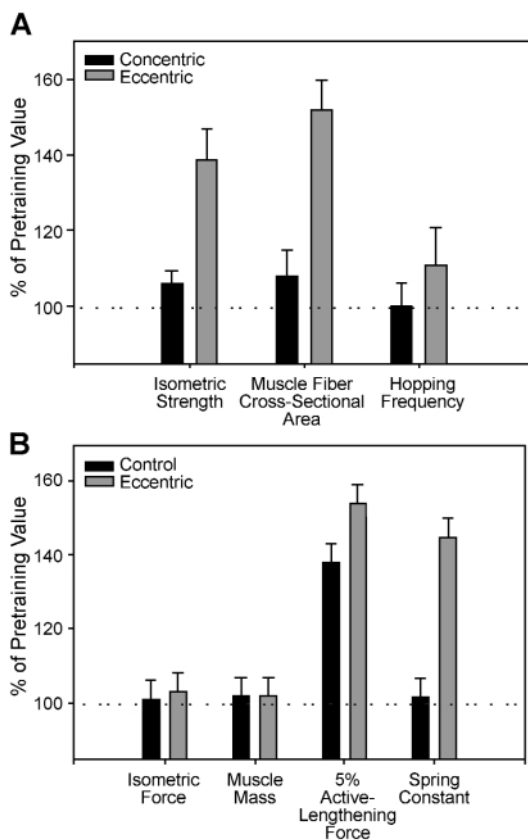 A
Concentric
Eccentric
% of Pretraining Value
160
140
110
100
Isometric
Strength
Muscle Fiber
Cross-Sectional
Area
Hopping
Frequency
B
Control
Eccentric
% of Pretraining Value
160
140
120
100
Isometric
Force
Muscle
Mass
5%
Active-
Lengthening
Force
Spring
Constant